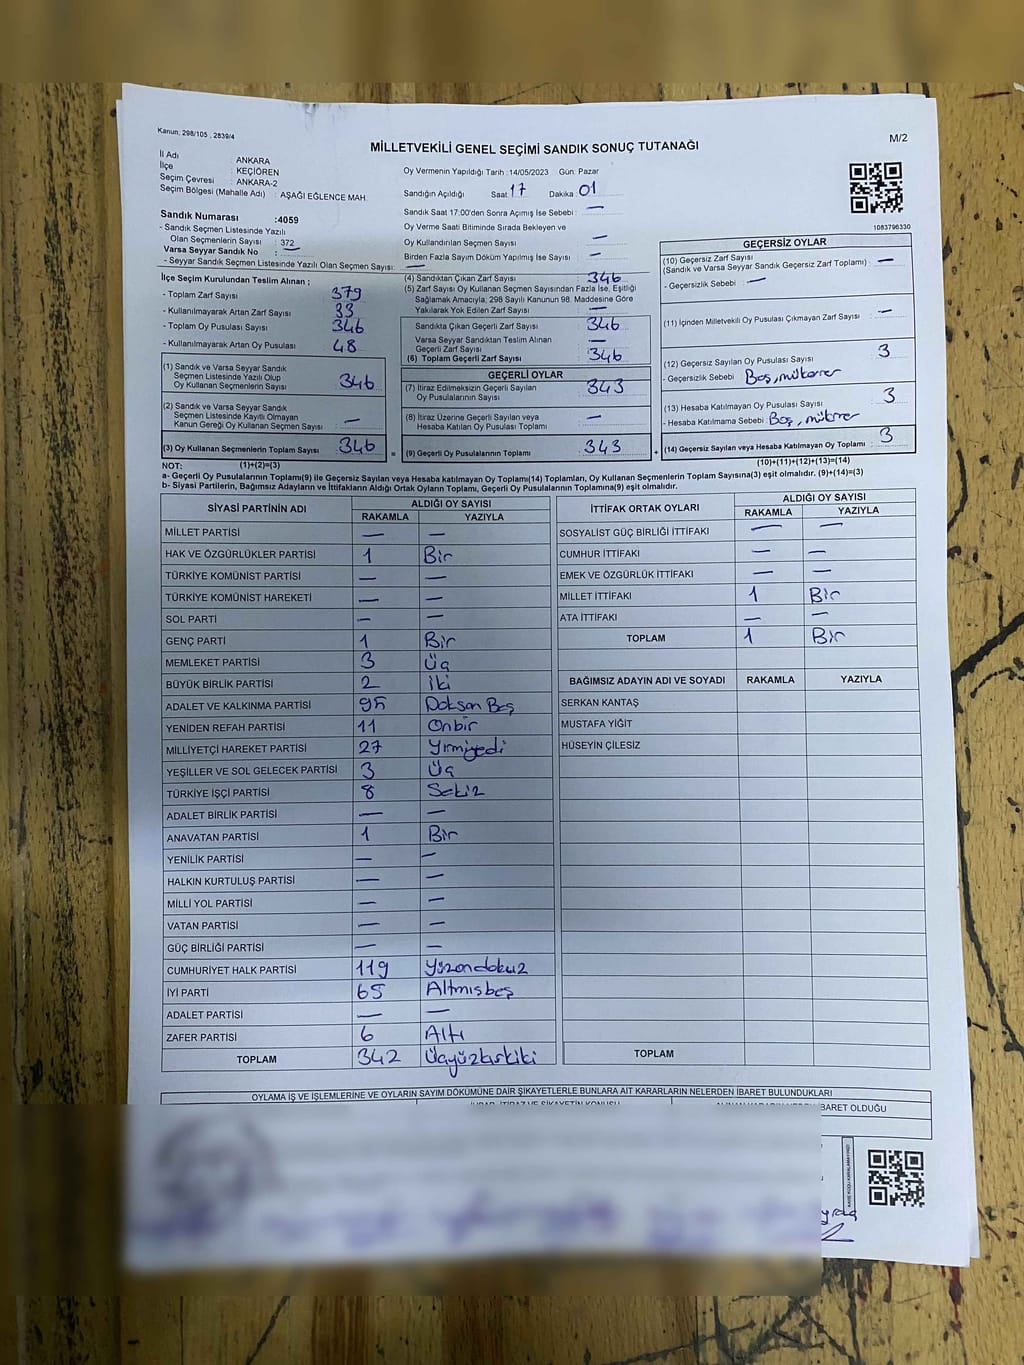 Kanun; 298/105 , 2839/4
MİLLETVEKİLİ GENEL SEÇİMİ SANDIK SONUÇ TUTANAĞI
M/2
İl Adı : ANKARA
İlçe : KEÇİÖREN
Seçim Çevresi : ANKARA-2
Seçim Bölgesi (Mahalle Adı) : AŞAĞI EĞLENCE MAH.
Oy Vermenin Yapıldığı Tarih : 14/05/2023 Gün: Pazar
Sandığın Açıldığı Saat: 17 Dakika: 01
Sandık Saat 17:00'den Sonra Açımış İse Sebebi : —
Oy Verme Saati Bitiminde Sırada Bekleyen ve
Oy Kullandırılan Seçmen Sayısı : —
Birden Fazla Sayım Döküm Yapılmış İse Sayısı : —
1083796330
Sandık Numarası :4059
- Sandık Seçmen Listesinde Yazılı
Olan Seçmenlerin Sayısı : 372
Varsa Seyyar Sandık No : —
- Seyyar Sandık Seçmen Listesinde Yazılı Olan Seçmen Sayısı: —
İlçe Seçim Kurulundan Teslim Alınan ;
- Toplam Zarf Sayısı : 379
- Kullanılmayarak Artan Zarf Sayısı : 33
- Toplam Oy Pusulası Sayısı : 346
- Kullanılmayarak Artan Oy Pusulası : 48
(1) Sandık ve Varsa Seyyar Sandık
Seçmen Listesinde Yazılı Olup
Oy Kullanan Seçmenlerin Sayısı : 346
(2) Sandık ve Varsa Seyyar Sandık
Seçmen Listesinde Kayıtlı Olmayan
Kanun Gereği Oy Kullanan Seçmen Sayısı : —
(3) Oy Kullanan Seçmenlerin Toplam Sayısı : 346
(4) Sandıktan Çıkan Zarf Sayısı : 346
(5) Zarf Sayısı Oy Kullanan Seçmen Sayısından Fazla İse, Eşitliği
Sağlamak Amacıyla; 298 Sayılı Kanunun 98. Maddesine Göre
Yakılarak Yok Edilen Zarf Sayısı : —
Sandıkta Çıkan Geçerli Zarf Sayısı : 346
Varsa Seyyar Sandıktan Teslim Alınan
Geçerli Zarf Sayısı : —
(6) Toplam Geçerli Zarf Sayısı : 346
GEÇERLİ OYLAR
(7) İtiraz Edilmeksizin Geçerli Sayılan
Oy Pusulalarının Sayısı : 343
(8) İtiraz Üzerine Geçerli Sayılan veya
Hesaba Katılan Oy Pusulası Toplamı : —
= (9) Geçerli Oy Pusulalarının Toplamı : 343
GEÇERSİZ OYLAR
(10) Geçersiz Zarf Sayısı
(Sandık ve Varsa Seyyar Sandık Geçersiz Zarf Toplamı) : —
- Geçersizlik Sebebi : —
(11) İçinden Milletvekili Oy Pusulası Çıkmayan Zarf Sayısı : —
(12) Geçersiz Sayılan Oy Pusulası Sayısı : 3
- Geçersizlik Sebebi : Boş, mükerrer
(13) Hesaba Katılmayan Oy Pusulası Sayısı : 3
- Hesaba Katılmama Sebebi :Boş,
+ (14) Geçersiz Sayılan veya Hesaba Katılmayan Oy Toplamı : 3
NOT: (1)+(2)=(3) (10)+(11)+(12)+(13)=(14)
a- Geçerli Oy Pusulalarının Toplamı(9) ile Geçersiz Sayılan veya Hesaba katılmayan Oy Toplamı(14) Toplamları, Oy Kullanan Seçmenlerin Toplam Sayısına(3) eşit olmalıdır. (9)+(14)=(3)
b- Siyasi Partilerin, Bağımsız Adayların ve İttifakların Aldığı Ortak Oyların Toplamı, Geçerli Oy Pusulalarının Toplamına(9) eşit olmalıdır.
SİYASİ PARTİNİN ADI ALDIĞI OY SAYISI
RAKAMLA YAZIYLA
MİLLET PARTİSİ — —
HAK VE ÖZGÜRLÜKLER PARTİSİ 1 Bir
TÜRKİYE KOMÜNİST PARTİSİ — —
TÜRKİYE KOMÜNİST HAREKETİ — —
SOL PARTİ — —
GENÇ PARTİ 1 Bir
MEMLEKET PARTİSİ 3 Üç
BÜYÜK BİRLİK PARTİSİ 2 İki
ADALET VE KALKINMA PARTİSİ 95 Doksan Beş
YENİDEN REFAH PARTİSİ 11 Onbir
MİLLİYETÇİ HAREKET PARTİSİ 27 Yirmiyedi
YEŞİLLER VE SOL GELECEK PARTİSİ 3 Üç
TÜRKİYE İŞÇİ PARTİSİ 8 Sekiz
ADALET BİRLİK PARTİSİ — —
ANAVATAN PARTİSİ 1 Bir
YENİLİK PARTİSİ — —
HALKIN KURTULUŞ PARTİSİ — —
MİLLİ YOL PARTİSİ — —
VATAN PARTİSİ — —
GÜÇ BİRLİĞİ PARTİSİ — —
CUMHURİYET HALK PARTİSİ 119 Yüzondokuz
İYİ PARTİ 65 Altmışbeş
ADALET PARTİSİ — —
ZAFER PARTİSİ 6 Altı
TOPLAM 342 Üçyüzkırkiki
İTTİFAK ORTAK OYLARI ALDIĞI OY SAYISI
RAKAMLA YAZIYLA
SOSYALİST GÜÇ BİRLİĞİ İTTİFAKI — —
CUMHUR İTTİFAKI — —
EMEK VE ÖZGÜRLÜK İTTİFAKI — —
MİLLET İTTİFAKI 1 Bir
ATA İTTİFAKI — —
TOPLAM 1 Bir
BAĞIMSIZ ADAYIN ADI VE SOYADI RAKAMLA YAZIYLA
SERKAN KANTAŞ
MUSTAFA YİĞİT
HÜSEYİN ÇİLESİZ
TOPLAM
OYLAMA İŞ VE İŞLEMLERİNE VE OYLARIN SAYIM DÖKÜMÜNE DAİR ŞİKAYETLERLE BUNLARA AİT KARARLARIN NELERDEN İBARET BULUNDUKLARI
İBARET OLDUĞU